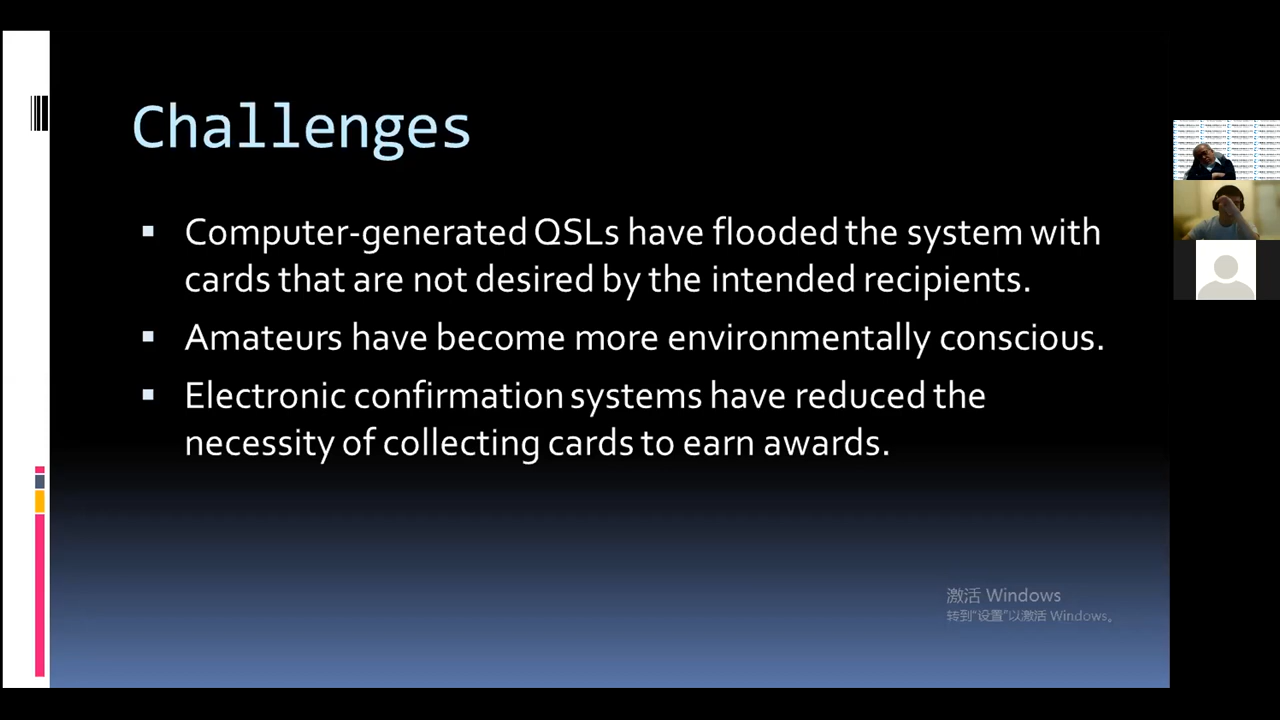 Challenges
Computer-generated QSLs have flooded the system with
cards that are not desired by the intended recipients.
Amateurs have become more environmentally conscious.
Electronic confirmation systems have reduced the
necessity of collecting cards to earn awards.
激活 Windows
转到“设置”以激活 Windows。